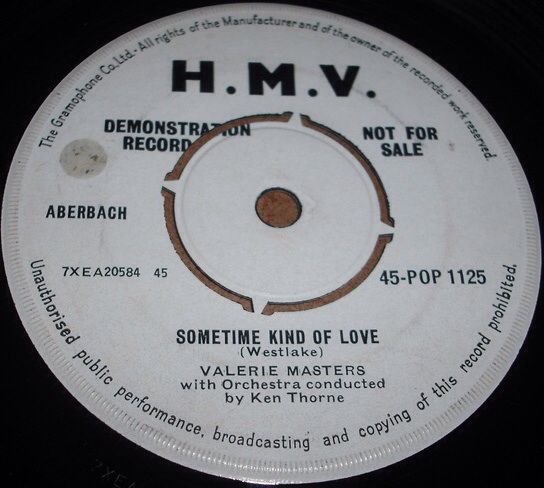 The Gramophone Co. Ltd. - All rights of the Manufacturer and of the owner of the recorded work reserved.
H.M.V.
DEMONSTRATION
RECORD
NOT FOR
SALE
ABERBACH
7XEA20584 45
45-POP 1125
SOMETIME KIND OF LOVE
(Westlake)
VALERIE MASTERS
with Orchestra conducted
by Ken Thorne
Unauthorised public performance, broadcasting and copying of this record prohibited.